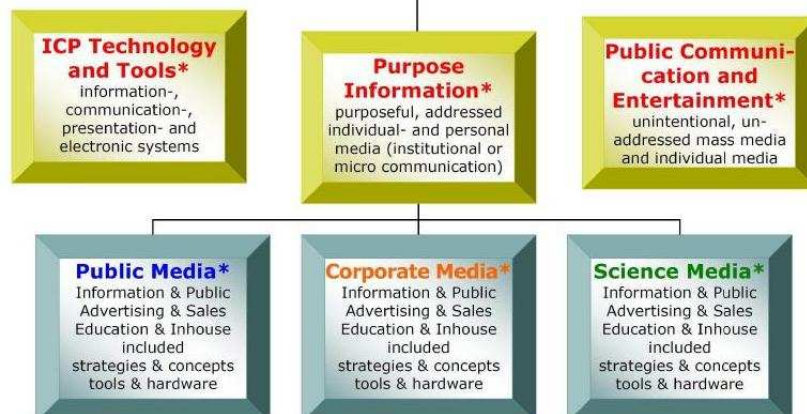 ICP Technology
and Tools*
information-,
communication-,
presentation- and
electronic systems
Purpose
Information*
purposeful, addressed
individual- and personal
media (institutional or
micro communication)
Public Communi-
cation and
Entertainment*
unintentional, un-
addressed mass media
and individual media
Public Media*
Information & Public
Advertising & Sales
Education & Inhouse
included
strategies & concepts
tools & hardware
Corporate Media*
Information & Public
Advertising & Sales
Education & Inhouse
included
strategies & concepts
tools & hardware
Science Media*
Information & Public
Advertising & Sales
Education & Inhouse
included
strategies & concepts
tools & hardware